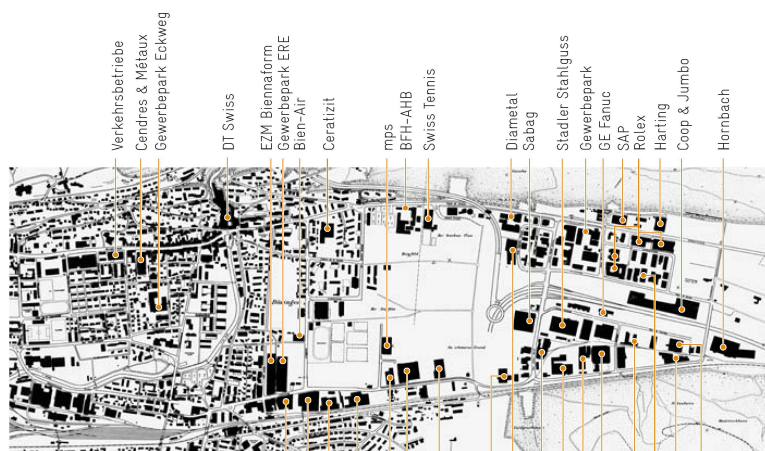 Verkehrsbetriebe
Cendres & Métaux
Gewerbepark Eckweg
DT Swiss
EZM Biennaform
Gewerbepark ERE
Bien-Air
Ceratizit
mps
BFH-AHB
Swiss Tennis
Diametal
Sabag
Stadler Stahlguss
Gewerbepark
GE Fanuc
SAP
Rolex
Harting
Coop & Jumbo
Hornbach